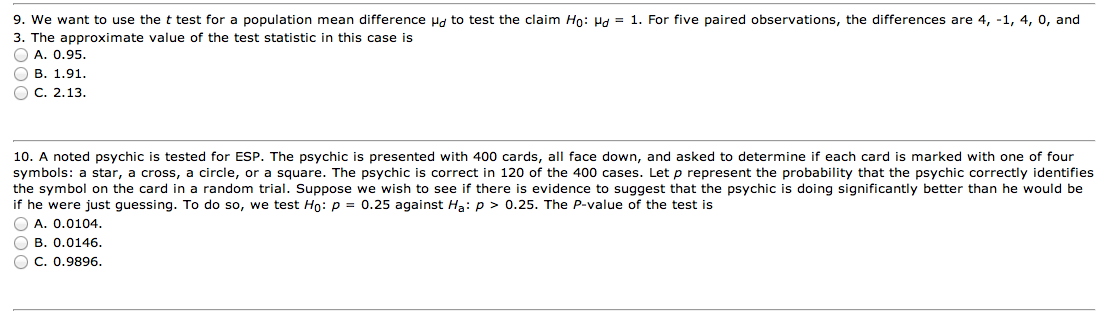 9. We want to use the t test for a population mean difference μd to test the claim H0: μd = 1. For five paired observations, the differences are 4, -1, 4, 0, and
3. The approximate value of the test statistic in this case is
A. 0.95.
B. 1.91.
C. 2.13.
10. A noted psychic is tested for ESP. The psychic is presented with 400 cards, all face down, and asked to determine if each card is marked with one of four
symbols: a star, a cross, a circle, or a square. The psychic is correct in 120 of the 400 cases. Let p represent the probability that the psychic correctly identifies
the symbol on the card in a random trial. Suppose we wish to see if there is evidence to suggest that the psychic is doing significantly better than he would be
if he were just guessing. To do so, we test H0: p = 0.25 against Ha: p > 0.25. The P-value of the test is
A. 0.0104.
B. 0.0146.
C. 0.9896.